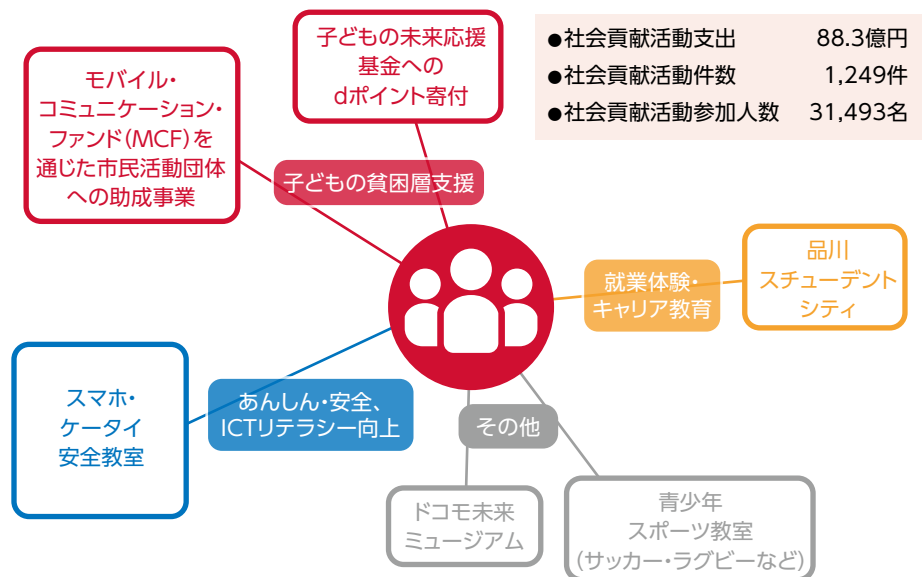 子どもの未来応援
基金への
dポイント寄付
●社会貢献活動支出 88.3億円
●社会貢献活動件数 1,249件
●社会貢献活動参加人数 31,493名
モバイル・
コミュニケーション・
ファンド(MCF)を
通じた市民活動団体
への助成事業
子どもの貧困層支援
品川
スチューデント
シティ
就業体験・
キャリア教育
スマホ・
ケータイ
安全教室
あんしん・安全、
ICTリテラシー向上
その他
ドコモ未来
ミュージアム
青少年
スポーツ教室
(サッカー・ラグビーなど)